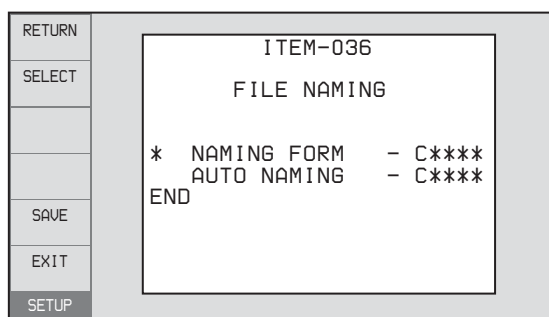 RETURN
SELECT
SAVE
EXIT
SETUP
ITEM-036
FILE NAMING
* NAMING FORM - C****
AUTO NAMING - C****
END